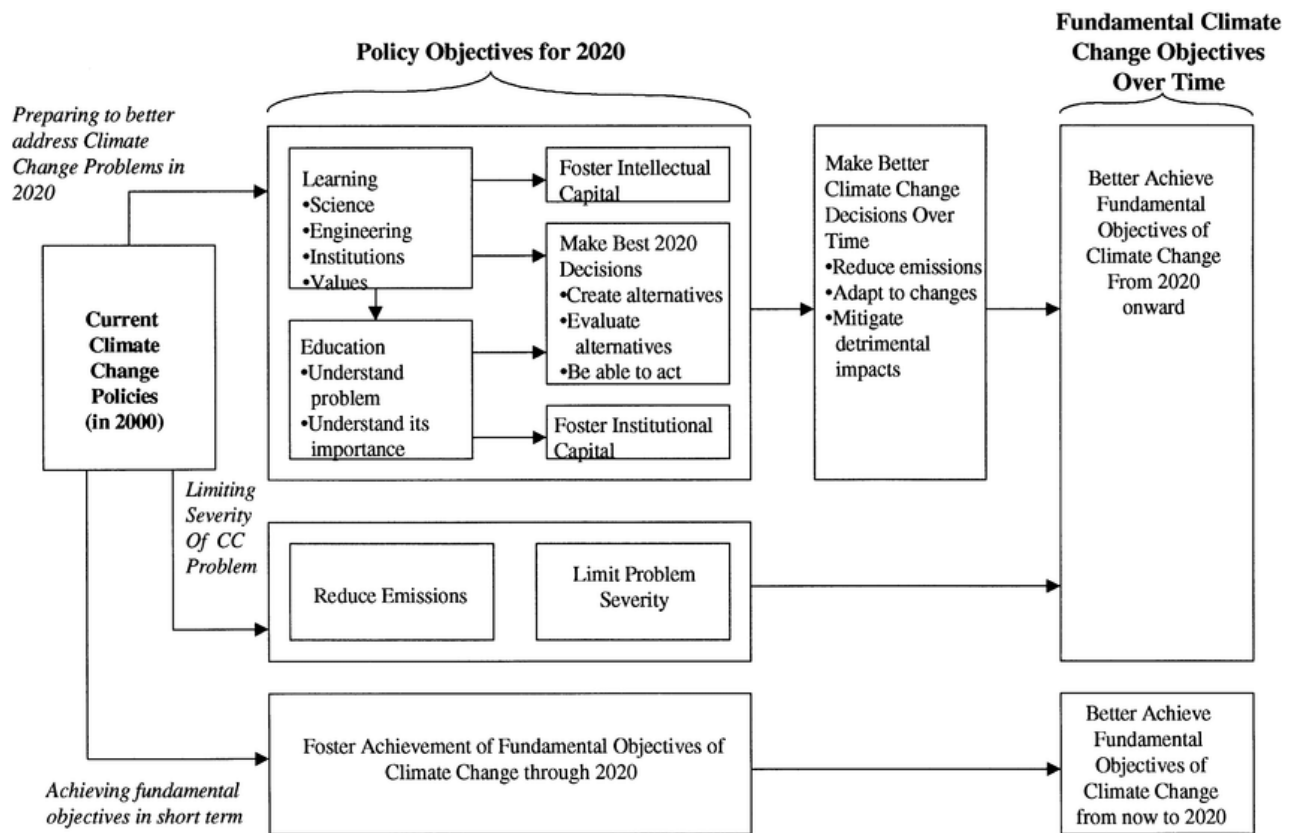 Policy Objectives for 2020
Fundamental Climate
Change Objectives
Over Time
Preparing to better
address Climate
Change Problems in
2020
Current
Climate
Change
Policies
(in 2000)
Learning
•Science
•Engineering
•Institutions
•Values
Foster Intellectual
Capital
Make Best 2020
Decisions
•Create alternatives
•Evaluate
alternatives
•Be able to act
Education
•Understand
problem
•Understand its
importance
Foster Institutional
Capital
Make Better
Climate Change
Decisions Over
Time
•Reduce emissions
•Adapt to changes
•Mitigate
detrimental
impacts
Better Achieve
Fundamental
Objectives of
Climate Change
From 2020
onward
Limiting
Severity
Of CC
Problem
Reduce Emissions
Limit Problem
Severity
Achieving fundamental
objectives in short term
Foster Achievement of Fundamental Objectives of
Climate Change through 2020
Better Achieve
Fundamental
Objectives of
Climate Change
from now to 2020